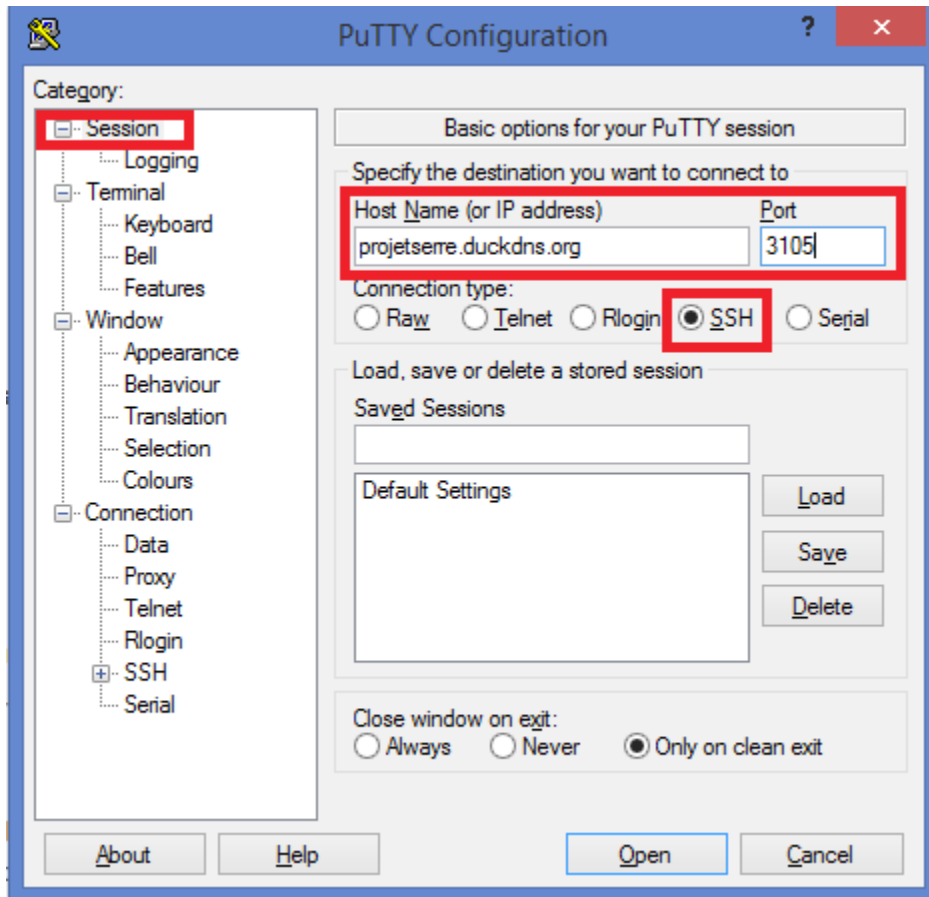 PuTTY Configuration
?
Category:
Session
Logging
Terminal
Keyboard
Bell
Features
Window
Appearance
Behaviour
Translation
Selection
Colours
Connection
Data
Proxy
Telnet
Rlogin
SSH
Serial
Basic options for your PuTTY session
Specify the destination you want to connect to
Host Name (or IP address) Port
projetserre.duckdns.org 3105
Connection type:
Raw Telnet Rlogin SSH Serial
Load, save or delete a stored session
Saved Sessions
Default Settings
Load
Save
Delete
Close window on exit:
Always Never Only on clean exit
About Help Open Cancel